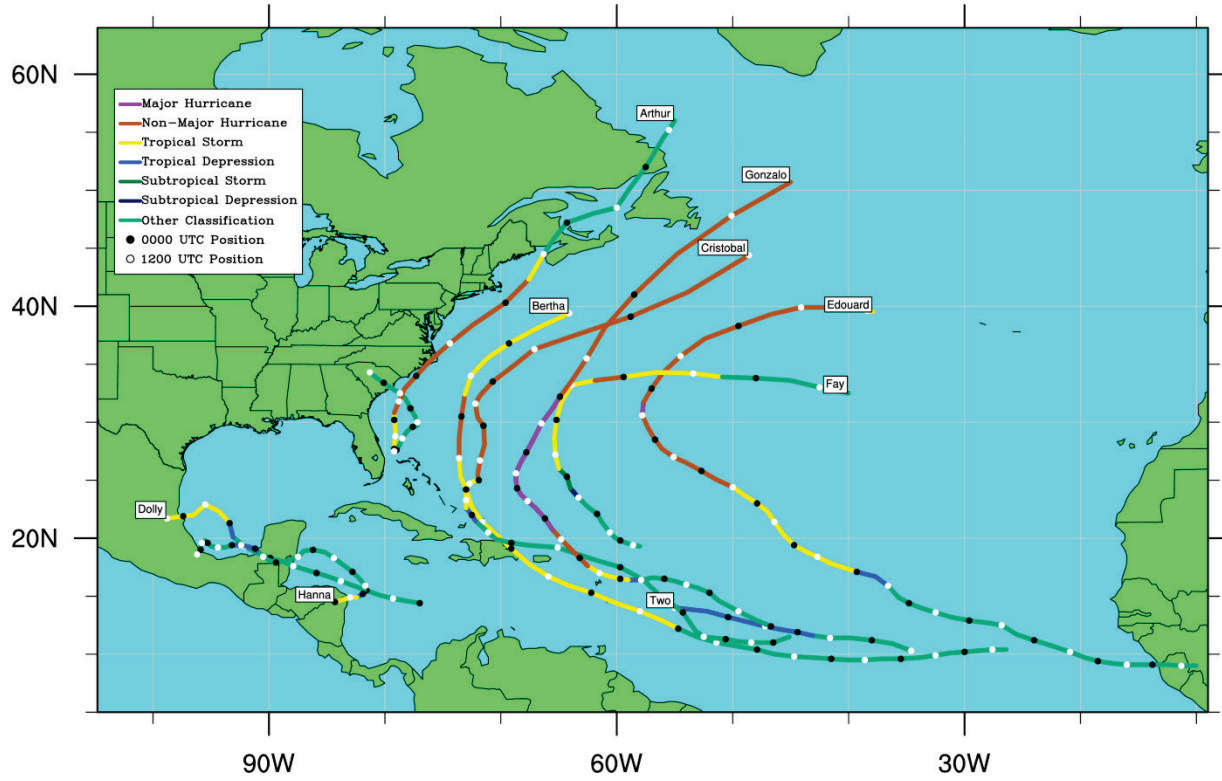 60N
40N
20N
90W
60W
30W
Major Hurricane
Non-Major Hurricane
Tropical Storm
Tropical Depression
Subtropical Storm
Subtropical Depression
Other Classification
0000 UTC Position
1200 UTC Position
Arthur
Gonzalo
Cristobal
Bertha
Edouard
Fay
Dolly
Hanna
Two